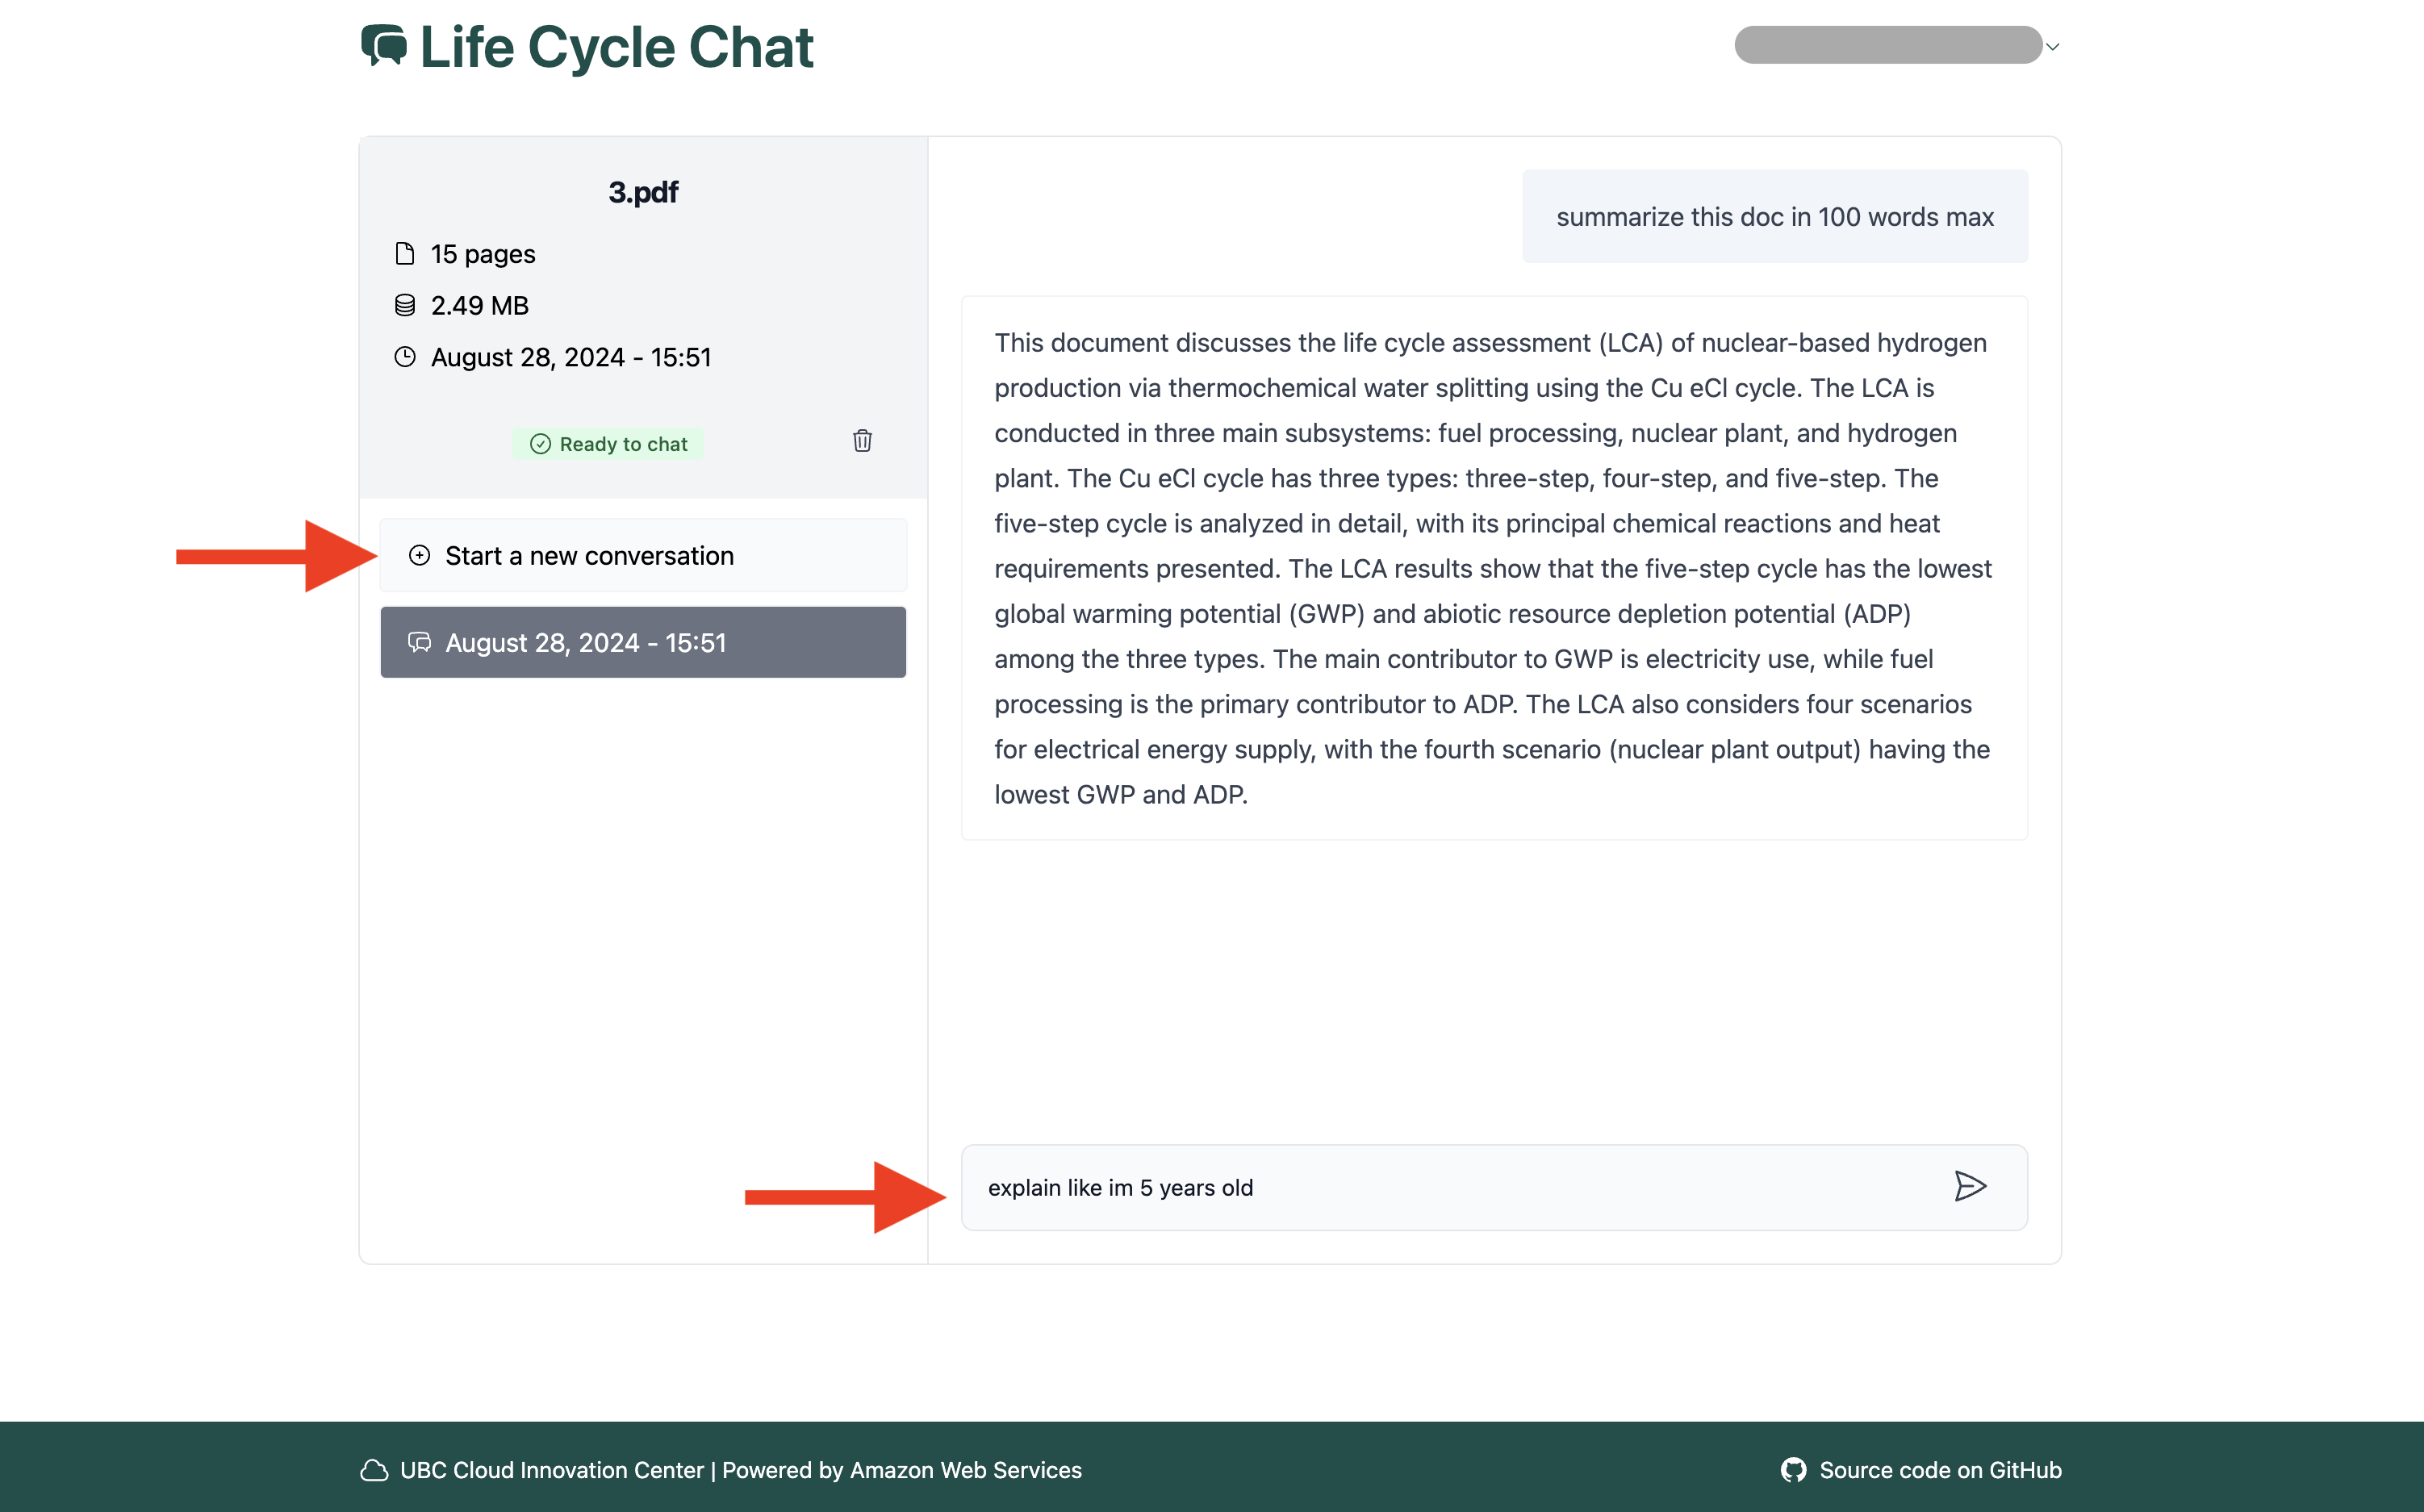 Life Cycle Chat
3.pdf
15 pages
2.49 MB
August 28, 2024 - 15:51
Ready to chat
Start a new conversation
August 28, 2024 - 15:51
summarize this doc in 100 words max
This document discusses the life cycle assessment (LCA) of nuclear-based hydrogen
production via thermochemical water splitting using the Cu eCl cycle. The LCA is
conducted in three main subsystems: fuel processing, nuclear plant, and hydrogen
plant. The Cu eCl cycle has three types: three-step, four-step, and five-step. The
five-step cycle is analyzed in detail, with its principal chemical reactions and heat
requirements presented. The LCA results show that the five-step cycle has the lowest
global warming potential (GWP) and abiotic resource depletion potential (ADP)
among the three types. The main contributor to GWP is electricity use, while fuel
processing is the primary contributor to ADP. The LCA also considers four scenarios
for electrical energy supply, with the fourth scenario (nuclear plant output) having the
lowest GWP and ADP.
explain like im 5 years old
UBC Cloud Innovation Center | Powered by Amazon Web Services
Source code on GitHub